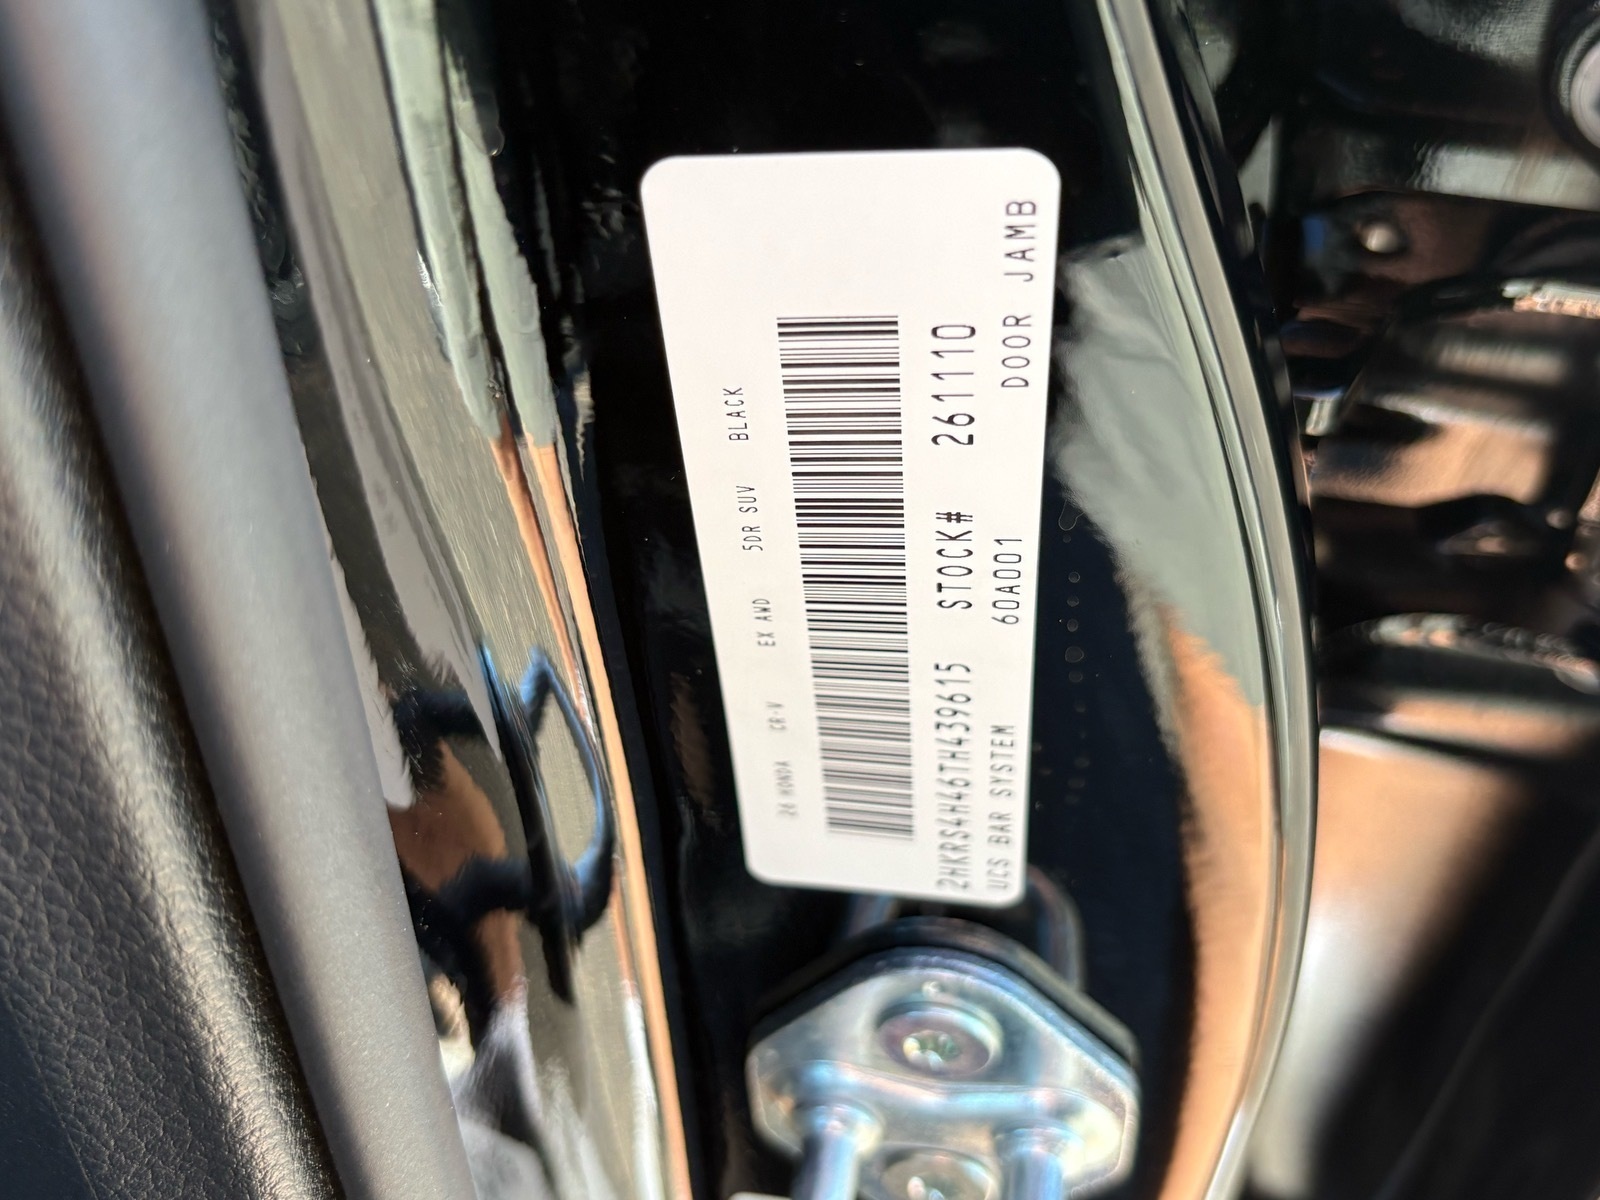 26 HONDA CR-V EX AWD 5DR SUV BLACK
2HKRS4H46TH439615 STOCK# 261110
UCS BAR SYSTEM 60A001 DOOR JAMB